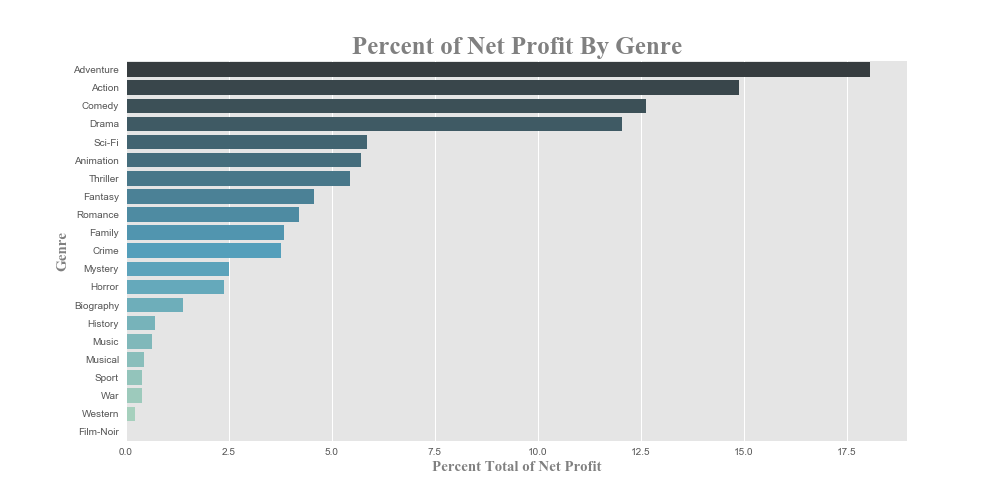 Percent of Net Profit By Genre
Genre
Adventure
Action
Comedy
Drama
Sci-Fi
Animation
Thriller
Fantasy
Romance
Family
Crime
Mystery
Horror
Biography
History
Music
Musical
Sport
War
Western
Film-Noir
0.0 2.5 5.0 7.5 10.0 12.5 15.0 17.5
Percent Total of Net Profit